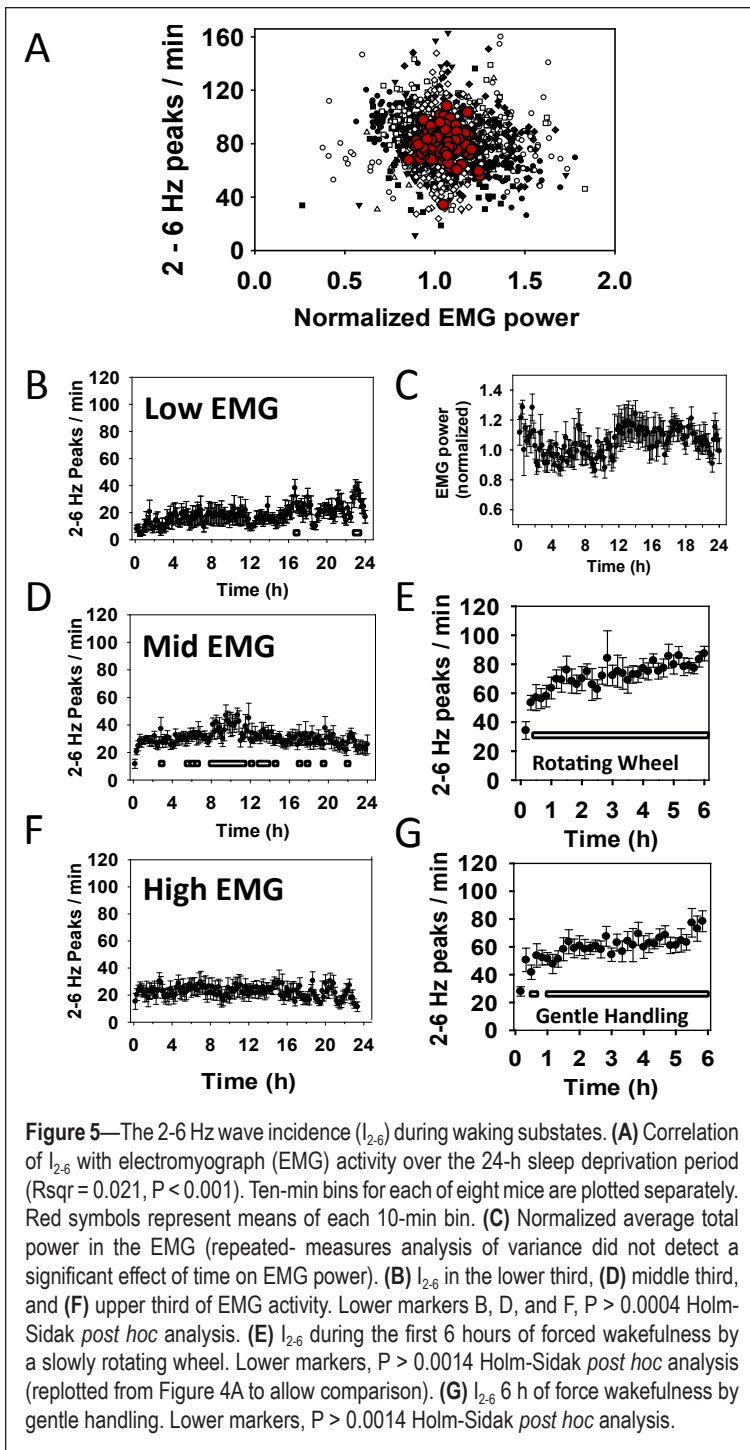 A
2 - 6 Hz peaks / min
160
120
80
40
0
0.0 0.5 1.0 1.5 2.0
Normalized EMG power
B
2-6 Hz Peaks / min
120
100
80
60
40
20
0
Low EMG
0 4 8 12 16 20 24
Time (h)
C
EMG power
(normalized)
1.4
1.2
1.0
0.8
0.6
0 4 8 12 16 20 24
Time (h)
D
2-6 Hz Peaks / min
120
100
80
60
40
20
0
Mid EMG
0 4 8 12 16 20 24
Time (h)
E
2-6 Hz peaks / min
120
100
80
60
40
20
0
Rotating Wheel
0 1 2 3 4 5 6
Time (h)
F
2-6 Hz Peaks / min
120
100
80
60
40
20
0
High EMG
0 4 8 12 16 20 24
Time (h)
G
2-6 Hz peaks / min
120
100
80
60
40
20
0
Gentle Handling
0 1 2 3 4 5 6
Time (h)
Figure 5—The 2-6 Hz wave incidence (I2-6) during waking substates. (A) Correlation
of I2-6 with electromyograph (EMG) activity over the 24-h sleep deprivation period
(Rsqr = 0.021, P < 0.001). Ten-min bins for each of eight mice are plotted separately.
Red symbols represent means of each 10-min bin. (C) Normalized average total
power in the EMG (repeated- measures analysis of variance did not detect a
significant effect of time on EMG power). (B) I2-6 in the lower third, (D) middle third,
and (F) upper third of EMG activity. Lower markers B, D, and F, P > 0.0004 Holm-
Sidak post hoc analysis. (E) I2-6 during the first 6 hours of forced wakefulness by
a slowly rotating wheel. Lower markers, P > 0.0014 Holm-Sidak post hoc analysis
(replotted from Figure 4A to allow comparison). (G) I2-6 6 h of force wakefulness by
gentle handling. Lower markers, P > 0.0014 Holm-Sidak post hoc analysis.